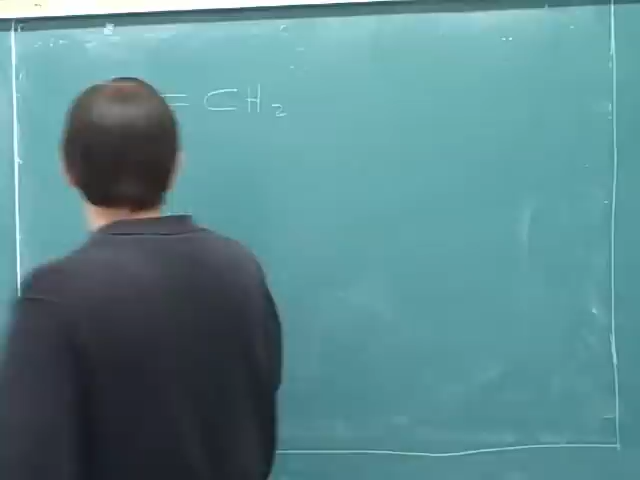 = CH₂